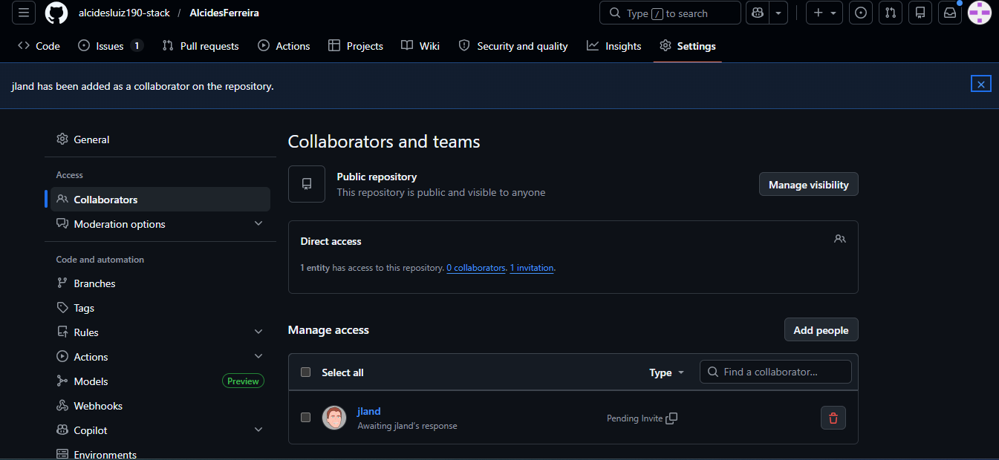 alcidesluiz190-stack / AlcidesFerreira
Type / to search
Code
Issues 1
Pull requests
Actions
Projects
Wiki
Security and quality
Insights
Settings
jland has been added as a collaborator on the repository.
General
Access
Collaborators
Moderation options
Code and automation
Branches
Tags
Rules
Actions
Models Preview
Webhooks
Copilot
Environments
Collaborators and teams
Public repository
This repository is public and visible to anyone
Manage visibility
Direct access
1 entity has access to this repository. 0 collaborators. 1 invitation.
Manage access
Add people
Select all
Type
Find a collaborator...
jland
Awaiting jland's response
Pending Invite